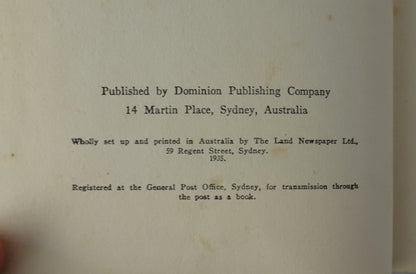 Published by Dominion Publishing Company
14 Martin Place, Sydney, Australia
Wholly set up and printed in Australia by The Land Newspaper Ltd.,
59 Regent Street, Sydney.
1935.
Registered at the General Post Office, Sydney, for transmission through
the post as a book.